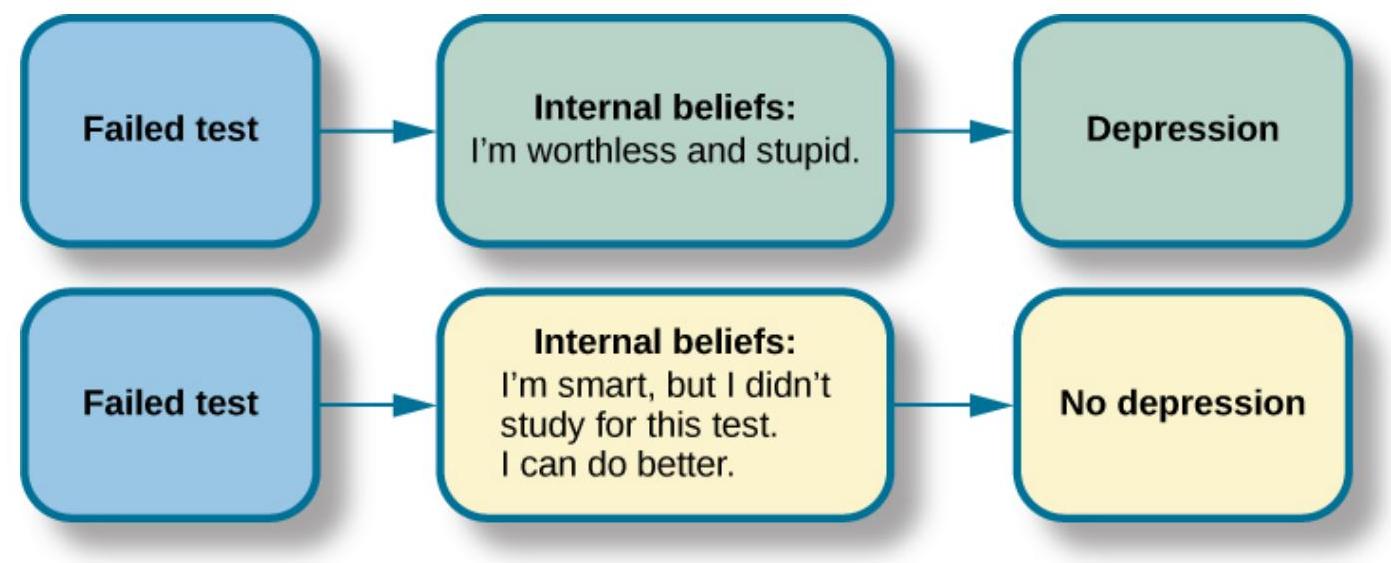 Failed test
Internal beliefs:
I’m worthless and stupid.
Depression
Failed test
Internal beliefs:
I’m smart, but I didn’t
study for this test.
I can do better.
No depression